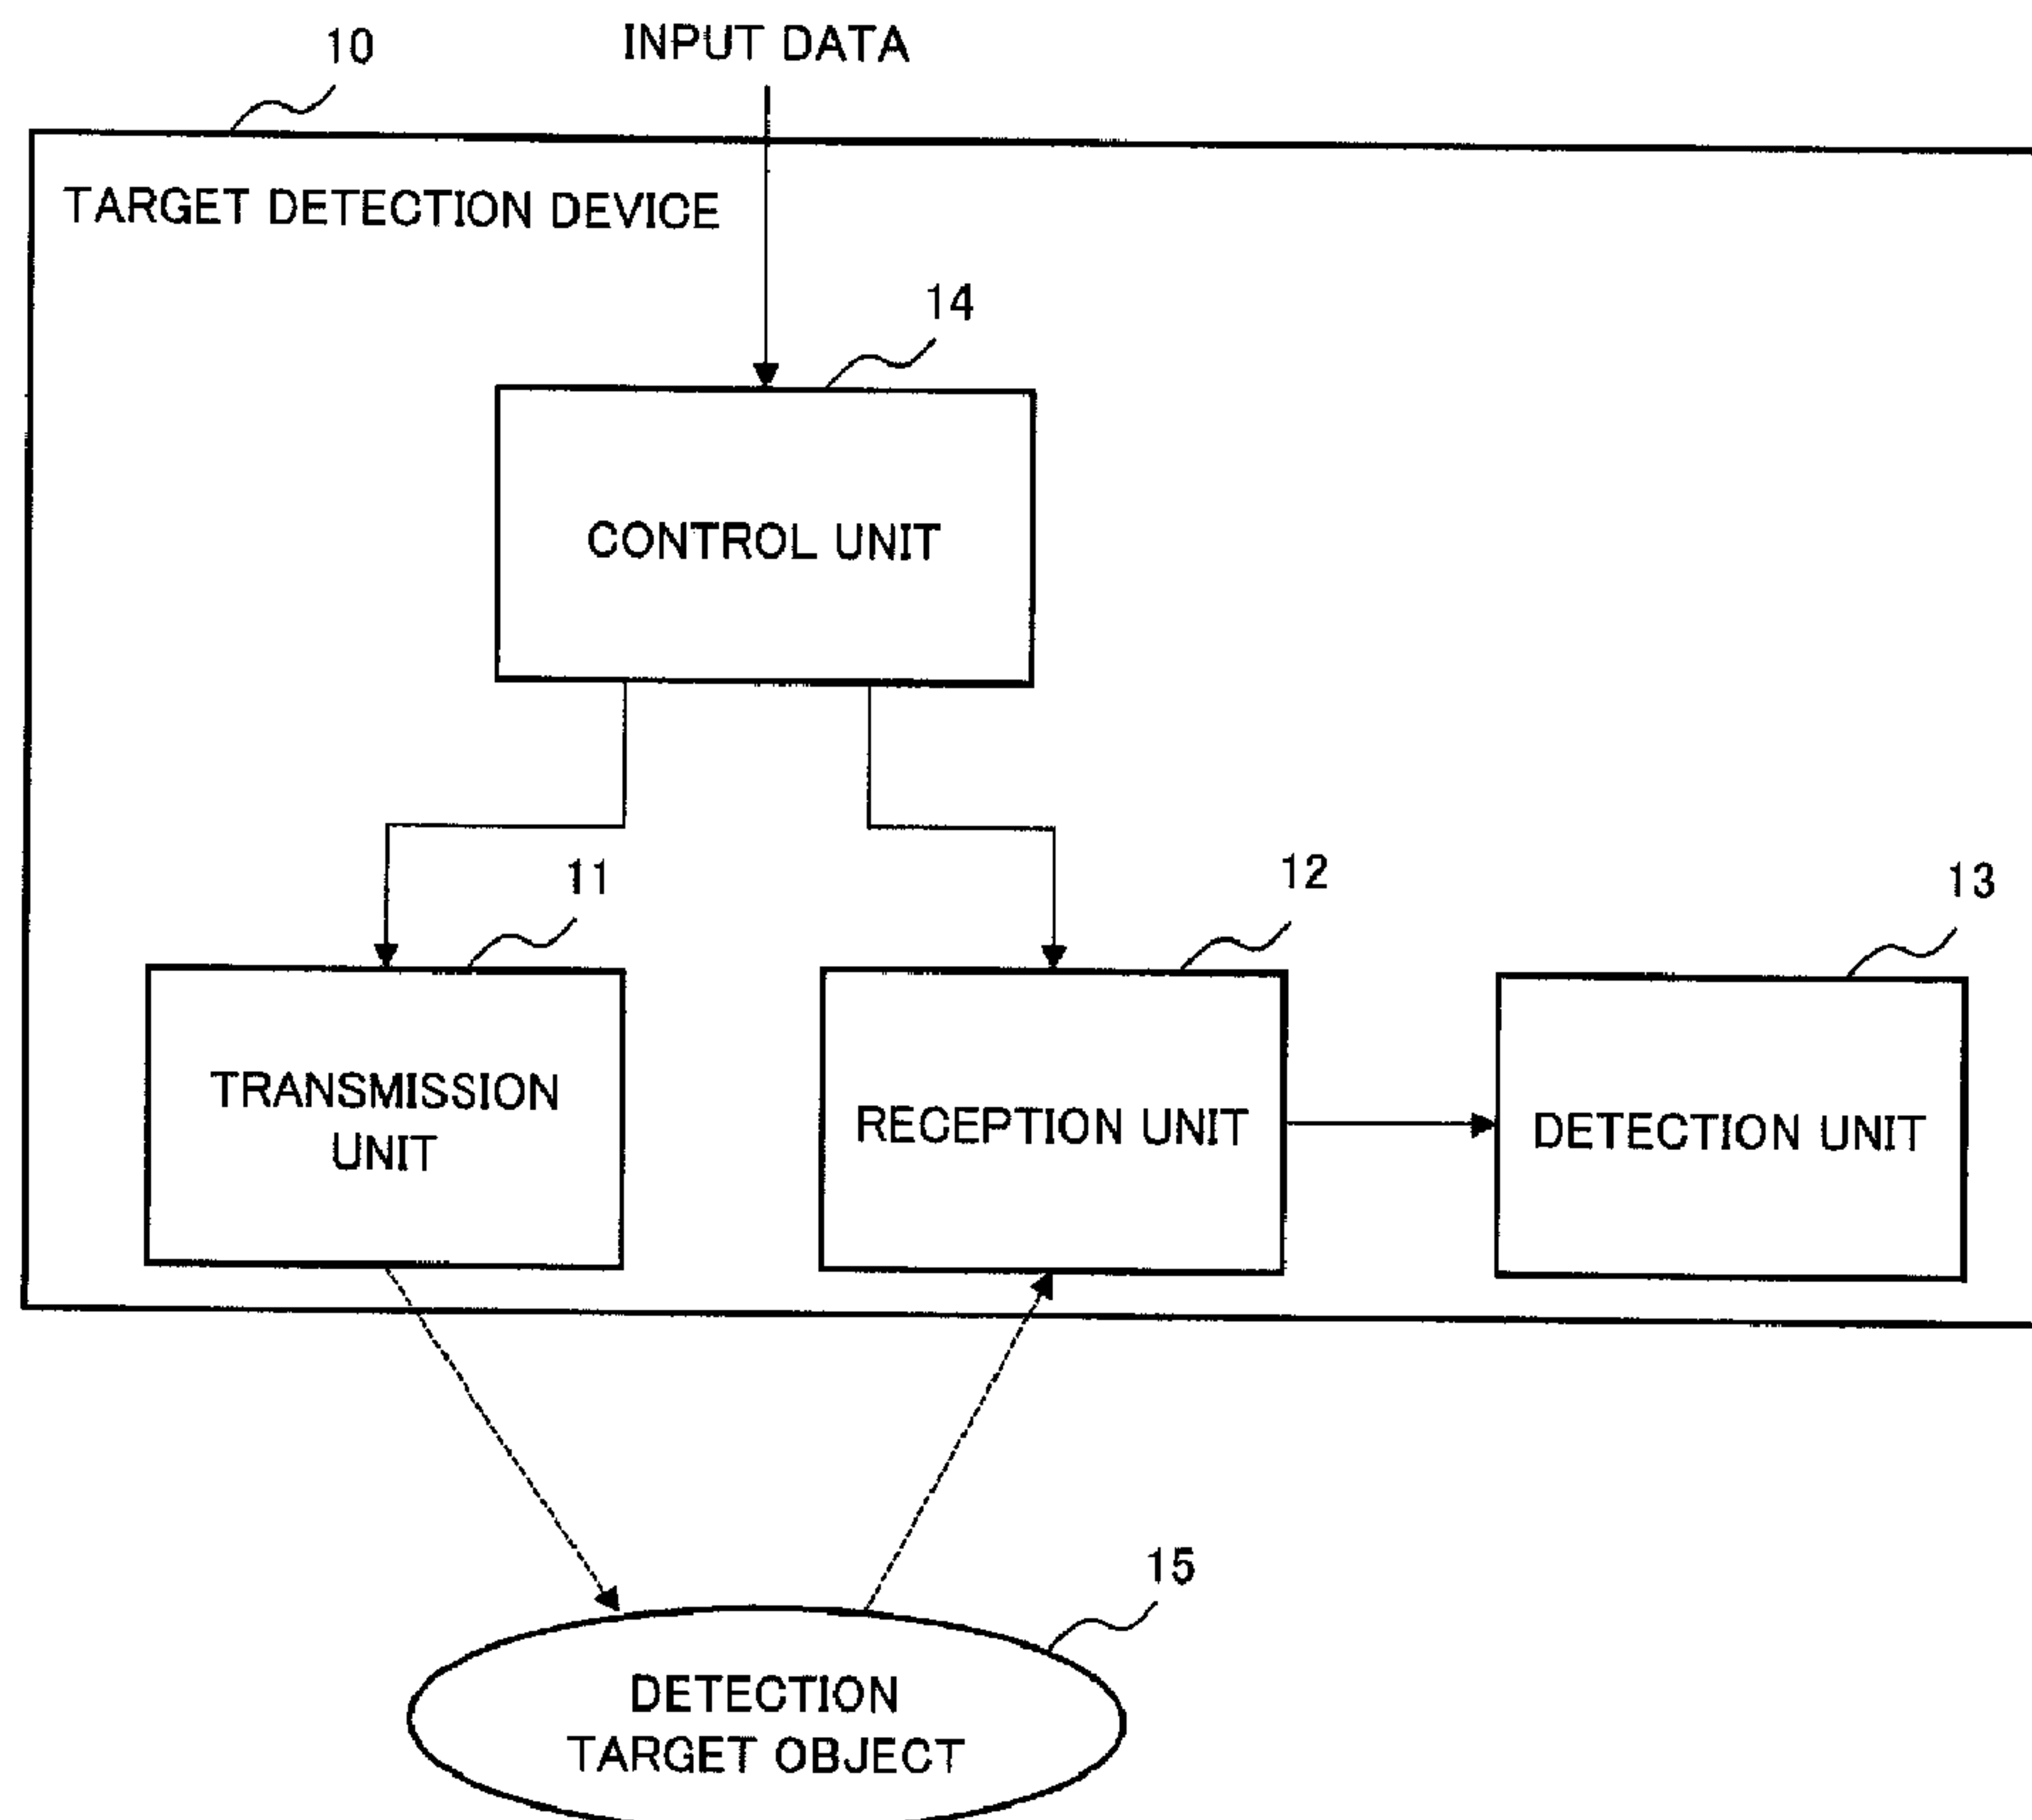 10
INPUT DATA
TARGET DETECTION DEVICE
14
CONTROL UNIT
11
12
13
TRANSMISSION
UNIT
RECEPTION UNIT
DETECTION UNIT
15
DETECTION
TARGET OBJECT